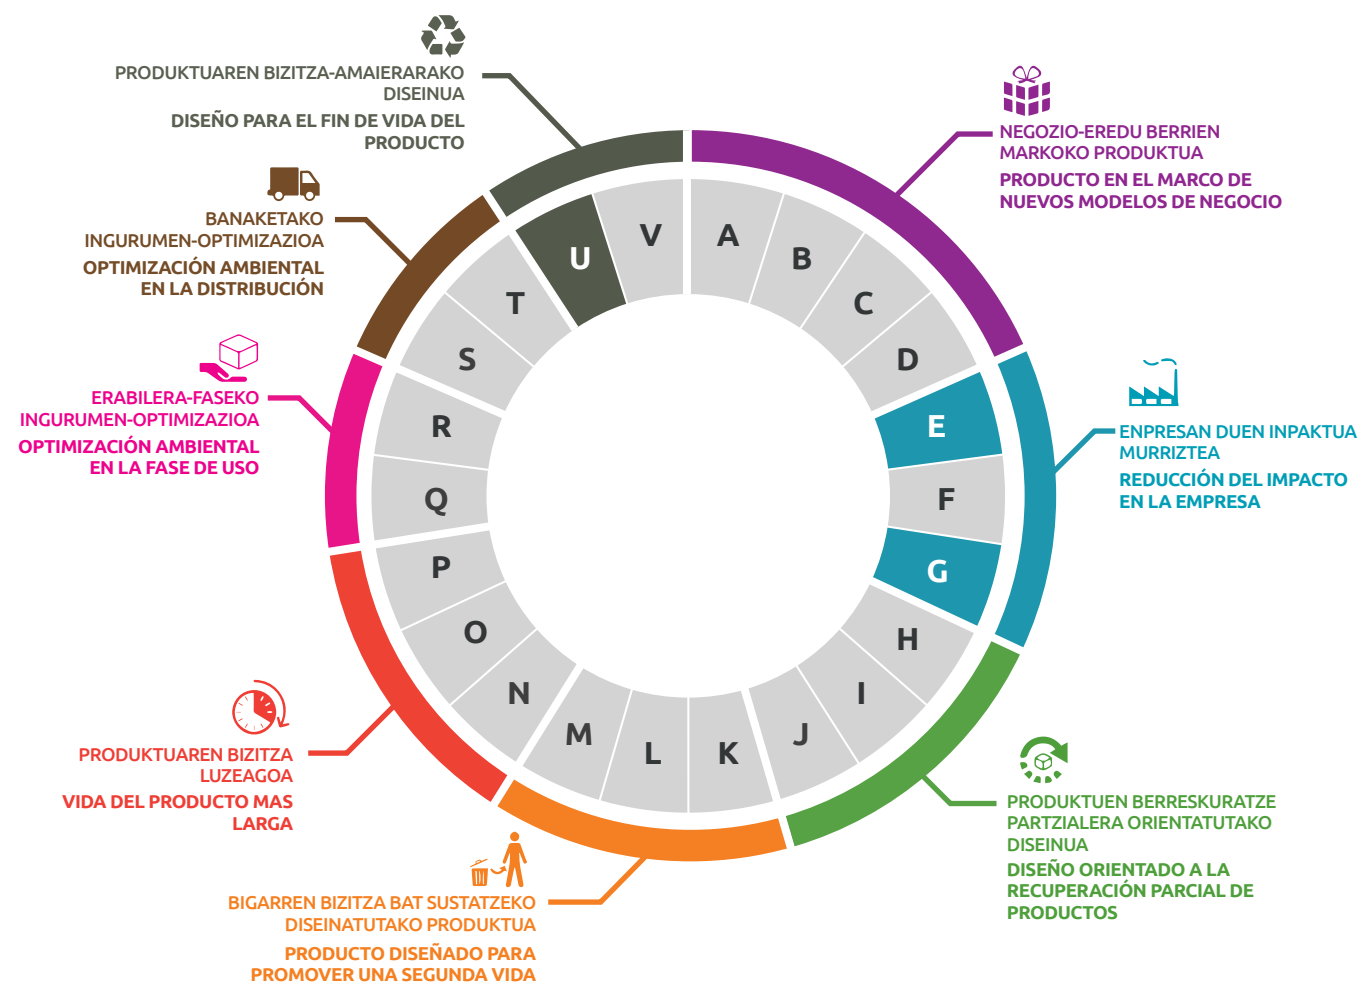 PRODUKTUAREN BIZITZA-AMAIERARAKO
DISEINUA
DISEÑO PARA EL FIN DE VIDA DEL
PRODUCTO
NEGOZIO-EREDU BERRIEN
MARKOKO PRODUKTUA
PRODUCTO EN EL MARCO DE
NUEVOS MODELOS DE NEGOCIO
BANAKETAKO
INGURUMEN-OPTIMIZAZIOA
OPTIMIZACIÓN AMBIENTAL
EN LA DISTRIBUCIÓN
ERABILERA-FASEKO
INGURUMEN-OPTIMIZAZIOA
OPTIMIZACIÓN AMBIENTAL
EN LA FASE DE USO
ENPRESAN DUEN INPAKTUA
MURRIZTEA
REDUCCIÓN DEL IMPACTO
EN LA EMPRESA
PRODUKTUAREN BIZITZA
LUZEAGOA
VIDA DEL PRODUCTO MAS
LARGA
PRODUKTUEN BERRESKURATZE
PARTZIALERA ORIENTATUTAKO
DISEINUA
DISEÑO ORIENTADO A LA
RECUPERACIÓN PARCIAL DE
PRODUCTOS
BIGARREN BIZITZA BAT SUSTATZEKO
DISEINATUTAKO PRODUKTUA
PRODUCTO DISEÑADO PARA
PROMOVER UNA SEGUNDA VIDA
A
B
C
D
E
F
G
H
I
J
K
L
M
N
O
P
Q
R
S
T
U
V